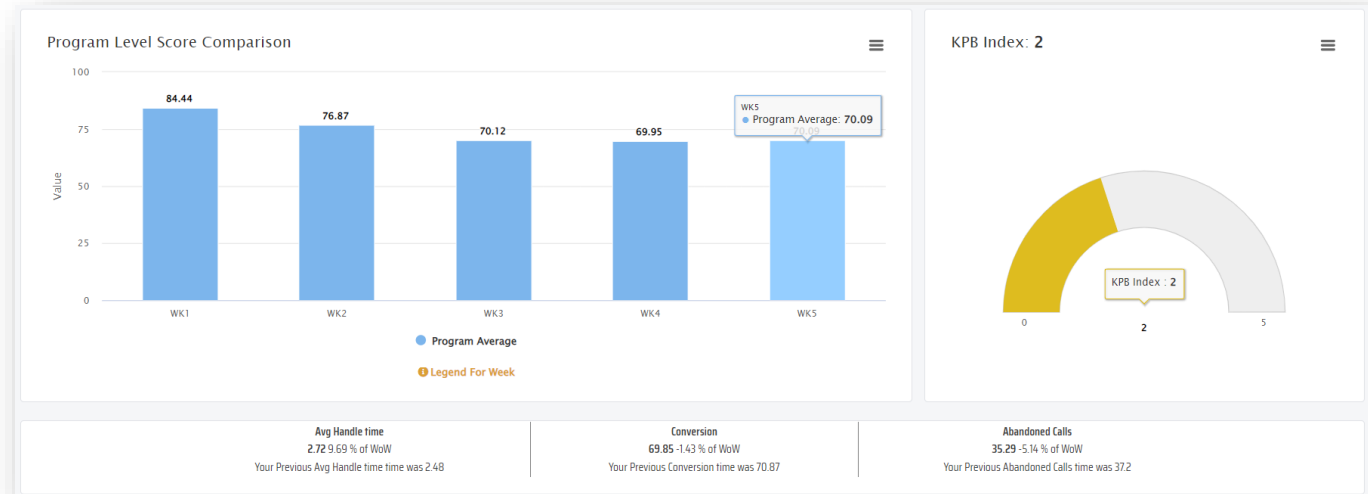 Program Level Score Comparison
100
75
50
25
0
Value
84.44
76.87
70.12
69.95
70.09
WK5
Program Average: 70.09
WK1
WK2
WK3
WK4
WK5
Program Average
Legend For Week
KPB Index: 2
KPB Index : 2
0
2
5
Avg Handle time
2.72 9.69 % of WoW
Your Previous Avg Handle time time was 2.48
Conversion
69.85 -1.43 % of WoW
Your Previous Conversion time was 70.87
Abandoned Calls
35.29 -5.14 % of WoW
Your Previous Abandoned Calls time was 37.2